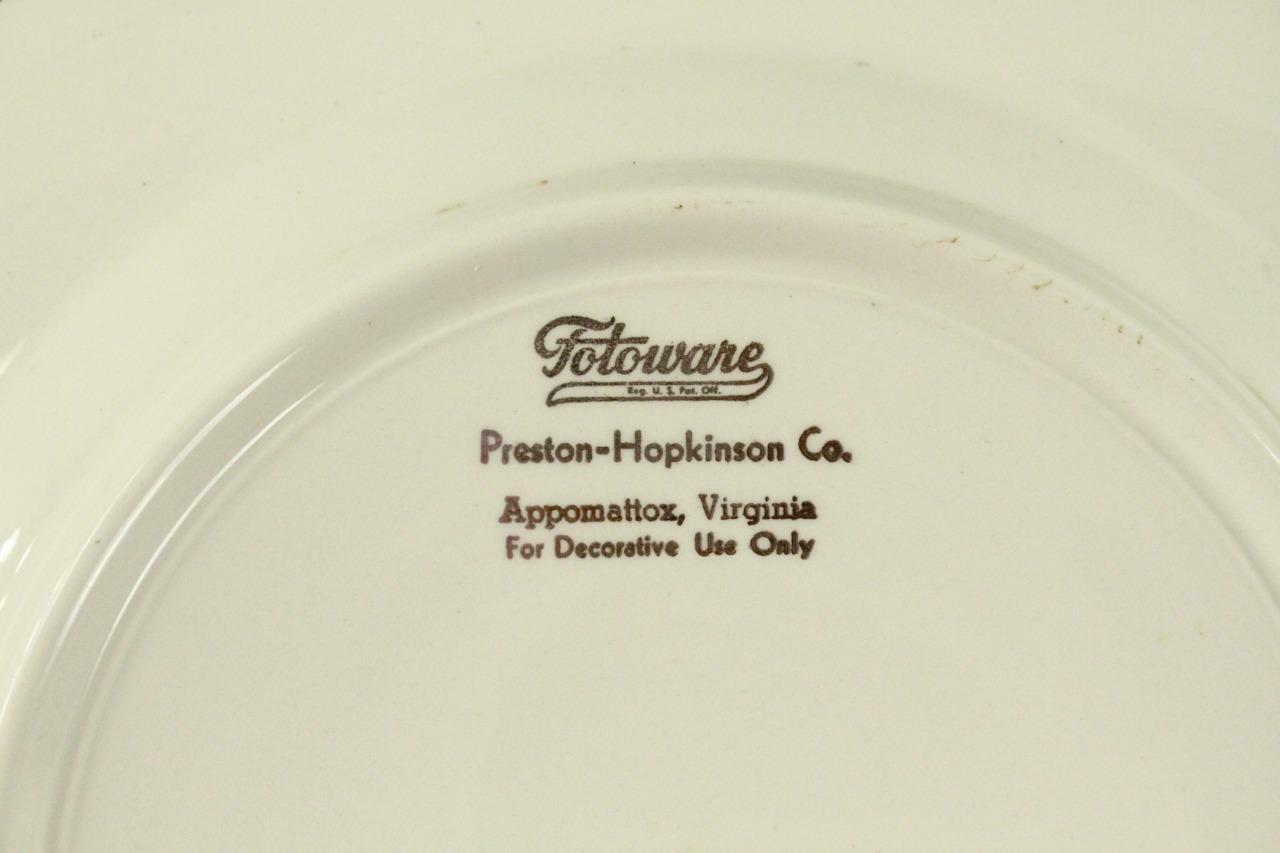 Fotoware
Reg. U. S. Pat. Off.
Preston-Hopkinson Co.
Appomattox, Virginia
For Decorative Use Only